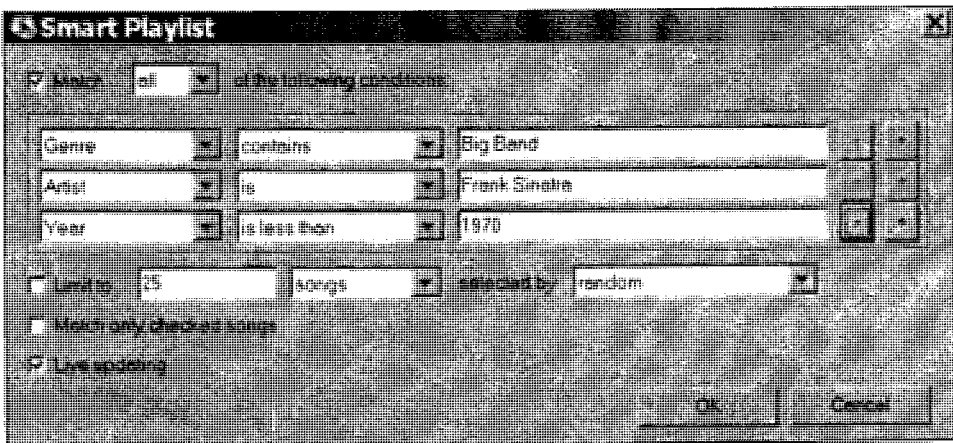 Smart Playlist
Match all of the following conditions
Genre contains Big Band
Artist is Frank Sinatra
Year is less than 1970
Limit to 25 songs selected by random
Match only checked songs
Live updating
OK Cancel